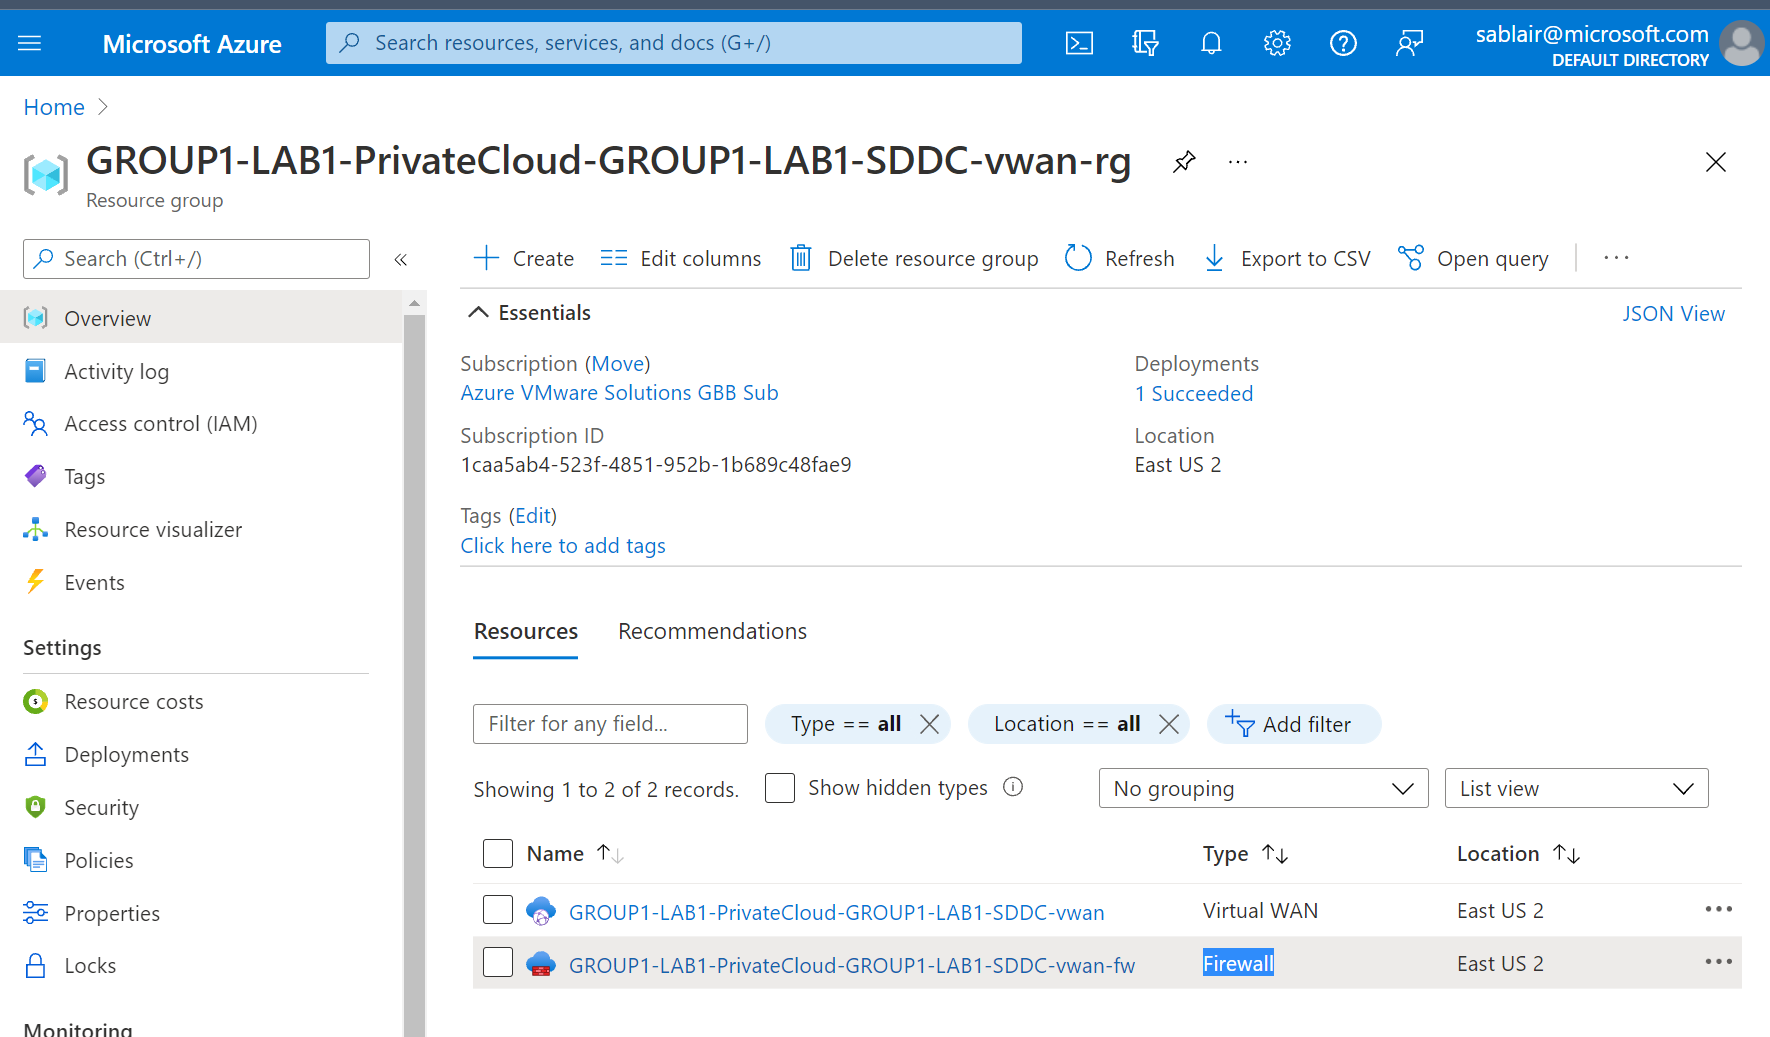 Microsoft Azure
Search resources, services, and docs (G+/)
sablair@microsoft.com
DEFAULT DIRECTORY
Home
GROUP1-LAB1-PrivateCloud-GROUP1-LAB1-SDDC-vwan-rg
Resource group
Search (Ctrl+/)
Overview
Activity log
Access control (IAM)
Tags
Resource visualizer
Events
Settings
Resource costs
Deployments
Security
Policies
Properties
Locks
Monitoring
Create Edit columns Delete resource group Refresh Export to CSV Open query
Essentials
JSON View
Subscription (Move)
Azure VMware Solutions GBB Sub
Subscription ID
1caa5ab4-523f-4851-952b-1b689c48fae9
Deployments
1 Succeeded
Location
East US 2
Tags (Edit)
Click here to add tags
Resources Recommendations
Filter for any field... Type == all Location == all Add filter
Showing 1 to 2 of 2 records. Show hidden types No grouping List view
Name Type Location
GROUP1-LAB1-PrivateCloud-GROUP1-LAB1-SDDC-vwan Virtual WAN East US 2
GROUP1-LAB1-PrivateCloud-GROUP1-LAB1-SDDC-vwan-fw Firewall East US 2